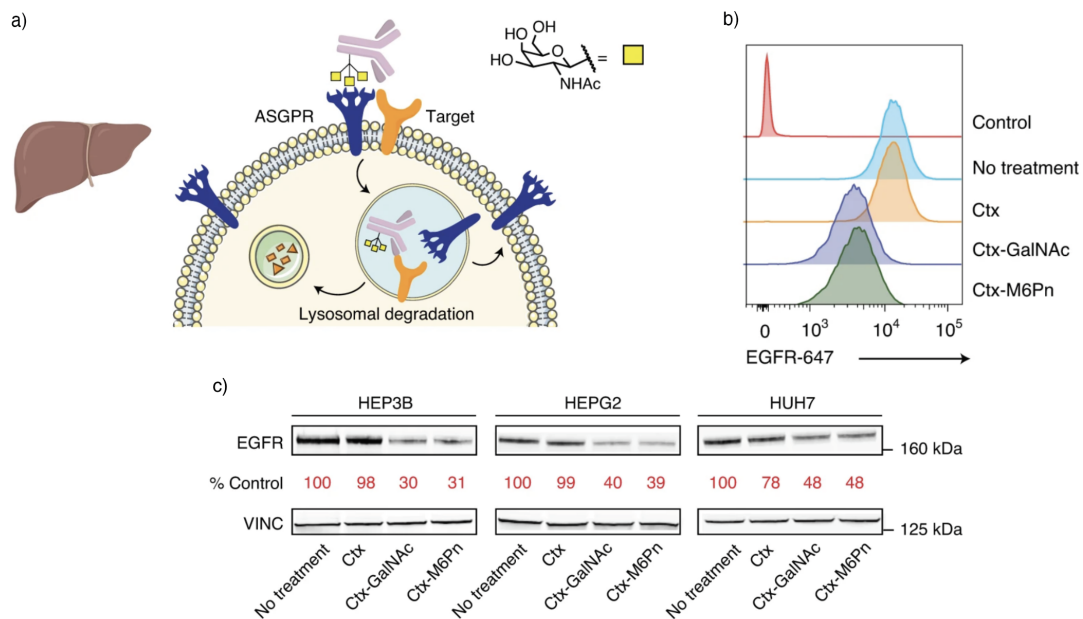 a)
ASGPR
Target
HO
OH
O
HO
NHAc
=
Lysosomal degradation
b)
Control
No treatment
Ctx
Ctx-GalNAc
Ctx-M6Pn
0 10³ 10⁴ 10⁵
EGFR-647
c)
HEP3B HEPG2 HUH7
EGFR
160 kDa
% Control 100 98 30 31 100 99 40 39 100 78 48 48
VINC
125 kDa
No treatment Ctx Ctx-GalNAc Ctx-M6Pn No treatment Ctx Ctx-GalNAc Ctx-M6Pn No treatment Ctx Ctx-GalNAc Ctx-M6Pn